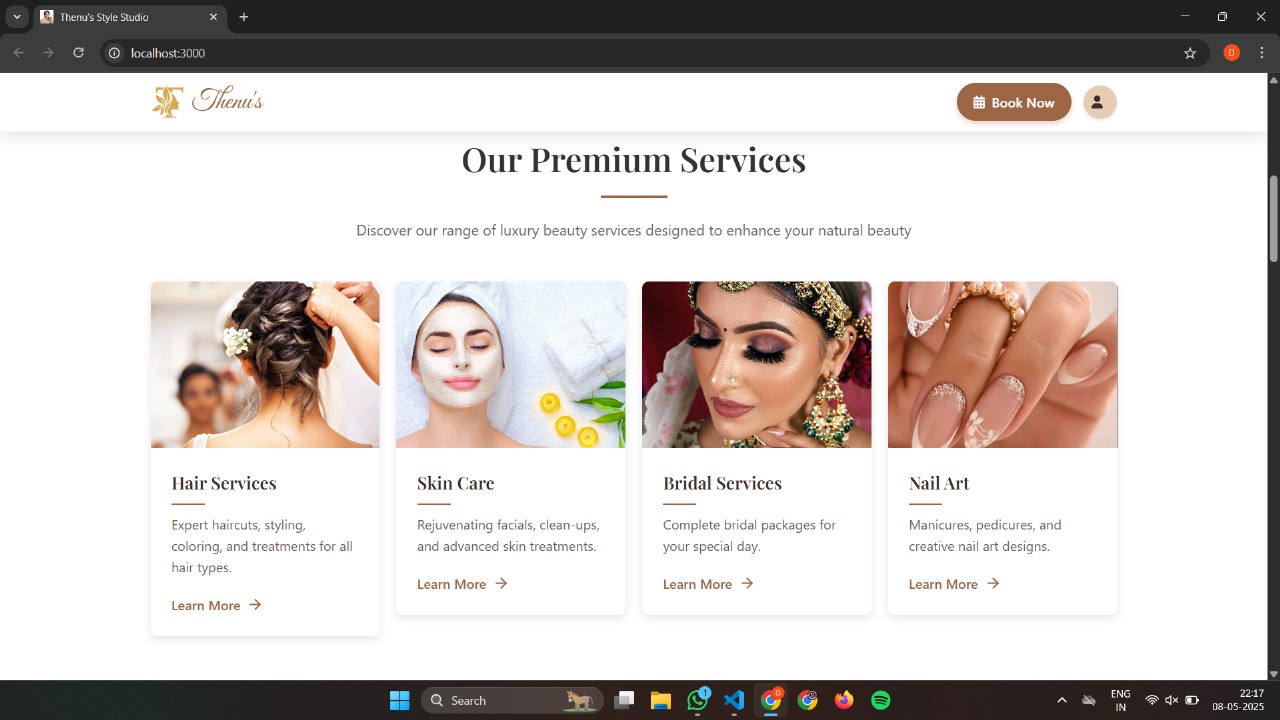 Thenu's Style Studio
localhost:3000
D
Thenu's
Book Now
Our Premium Services
Discover our range of luxury beauty services designed to enhance your natural beauty
Hair Services
Expert haircuts, styling,
coloring, and treatments for all
hair types.
Learn More
Skin Care
Rejuvenating facials, clean-ups,
and advanced skin treatments.
Learn More
Bridal Services
Complete bridal packages for
your special day.
Learn More
Nail Art
Manicures, pedicures, and
creative nail art designs.
Learn More
Search
1
D
ENG
IN
22:17
08-05-2025